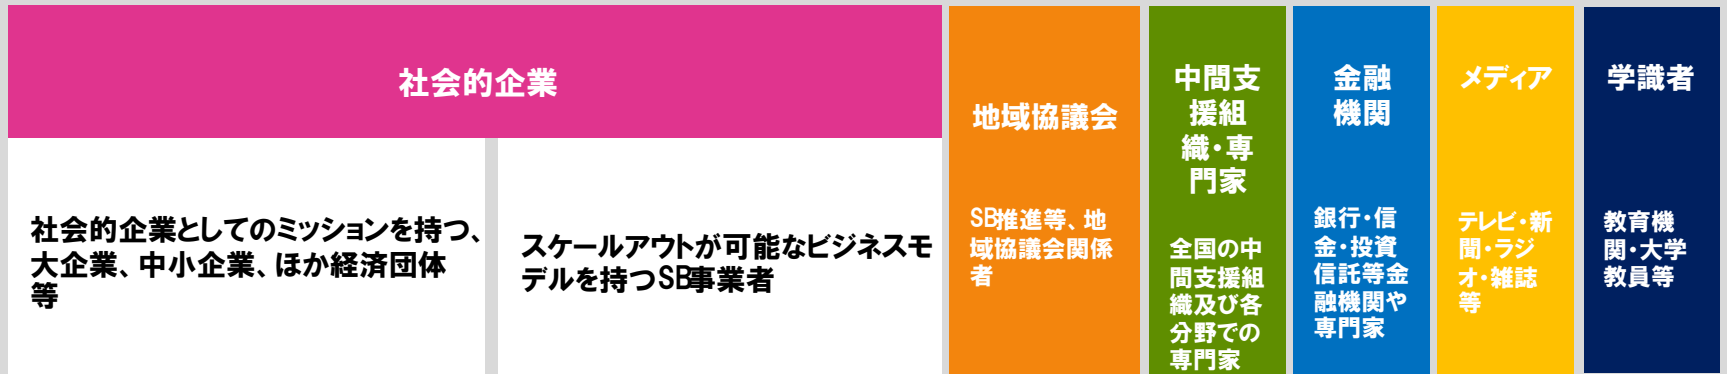 社会的企業
社会的企業としてのミッションを持つ、
大企業、中小企業、ほか経済団体
等
スケールアウトが可能なビジネスモ
デルを持つSB事業者
地域協議会
SB推進等、地
域協議会関係
者
中間支
援組
織・専
門家
全国の中
間支援組
織及び各
分野での
専門家
金融
機関
銀行・信
金・投資
信託等金
融機関や
専門家
メディア
テレビ・新
聞・ラジ
オ・雑誌
等
学識者
教育機
関・大学
教員等